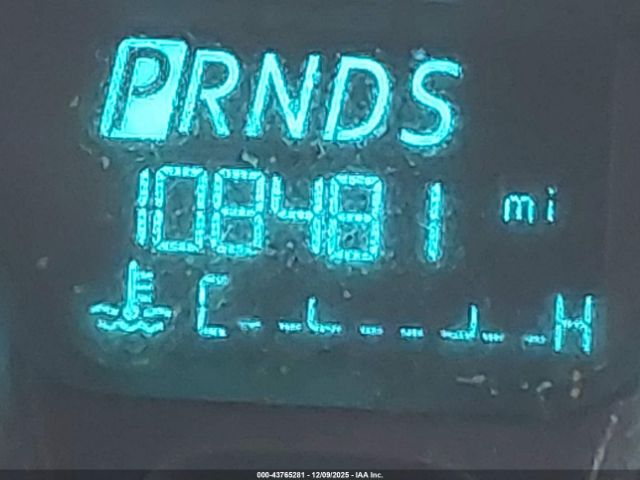 PRNDS
108481 mi
C H
000-43765281 - 12/09/2025 - IAA Inc.